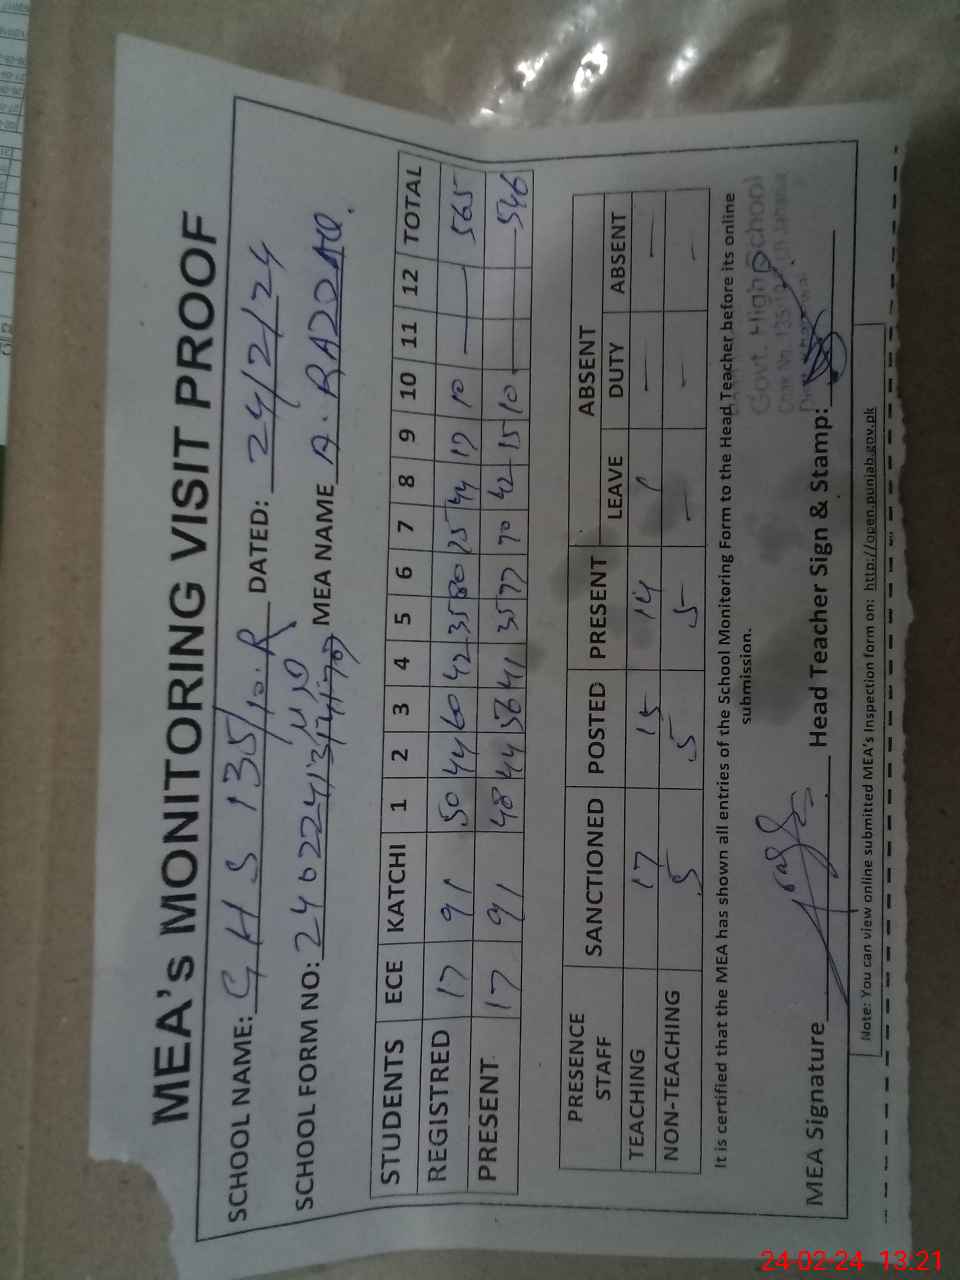 MEA's MONITORING VISIT PROOF
SCHOOL NAME: G H S 135/10.R DATED: 24/2/24
SCHOOL FORM NO: MEA NAME A. RAZZAQ.
STUDENTS ECE KATCHI 1 2 3 4 5 6 7 8 9 10 11 12 TOTAL
REGISTRED 17 91 50 44 60 42 35 80 75 44 17 10 — 565
PRESENT 17 91 48 44 56 41 35 77 70 42 15 10 — 546
PRESENCE STAFF SANCTIONED POSTED PRESENT ABSENT
LEAVE DUTY ABSENT
TEACHING 17 15 14 1 — —
NON-TEACHING 5 5 5 — — —
It is certified that the MEA has shown all entries of the School Monitoring Form to the Head Teacher before its online
submission.
Govt. High School
MEA Signature Head Teacher Sign & Stamp:
Note: You can view online submitted MEA's Inspection form on: http://open.punjab.gov.pk
24-02-24 13:21